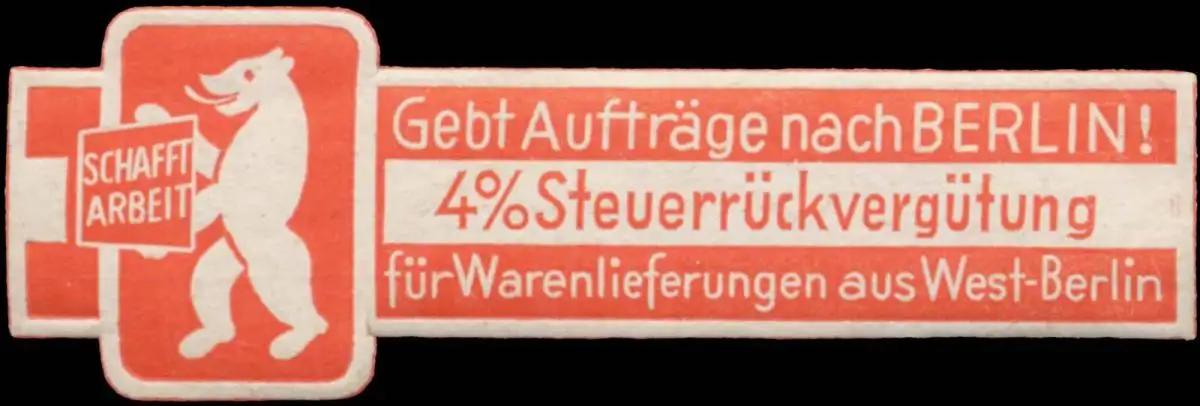 SCHAFFT
ARBEIT
Gebt Aufträge nach BERLIN!
4% Steuerrückvergütung
für Warenlieferungen aus West-Berlin